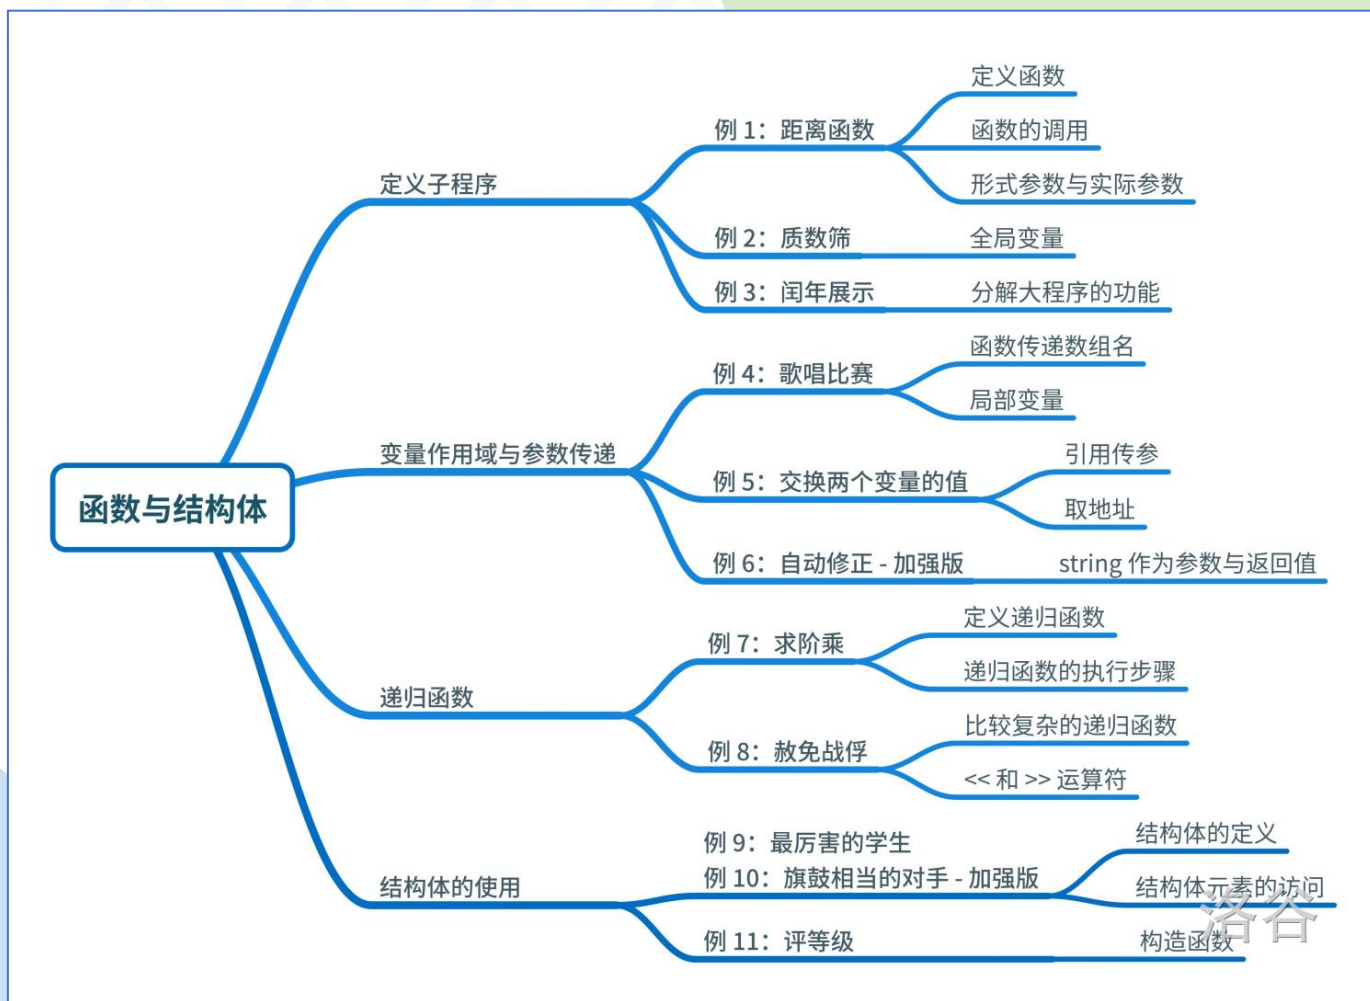 函数与结构体
定义子程序
例 1：距离函数
定义函数
函数的调用
形式参数与实际参数
例 2：质数筛
全局变量
例 3：闰年展示
分解大程序的功能
变量作用域与参数传递
例 4：歌唱比赛
函数传递数组名
局部变量
例 5：交换两个变量的值
引用传参
取地址
例 6：自动修正 - 加强版
string 作为参数与返回值
递归函数
例 7：求阶乘
定义递归函数
递归函数的执行步骤
例 8：赦免战俘
比较复杂的递归函数
<< 和 >> 运算符
结构体的使用
例 9：最厉害的学生
例 10：旗鼓相当的对手 - 加强版
结构体的定义
结构体元素的访问
例 11：评等级
构造函数
洛谷